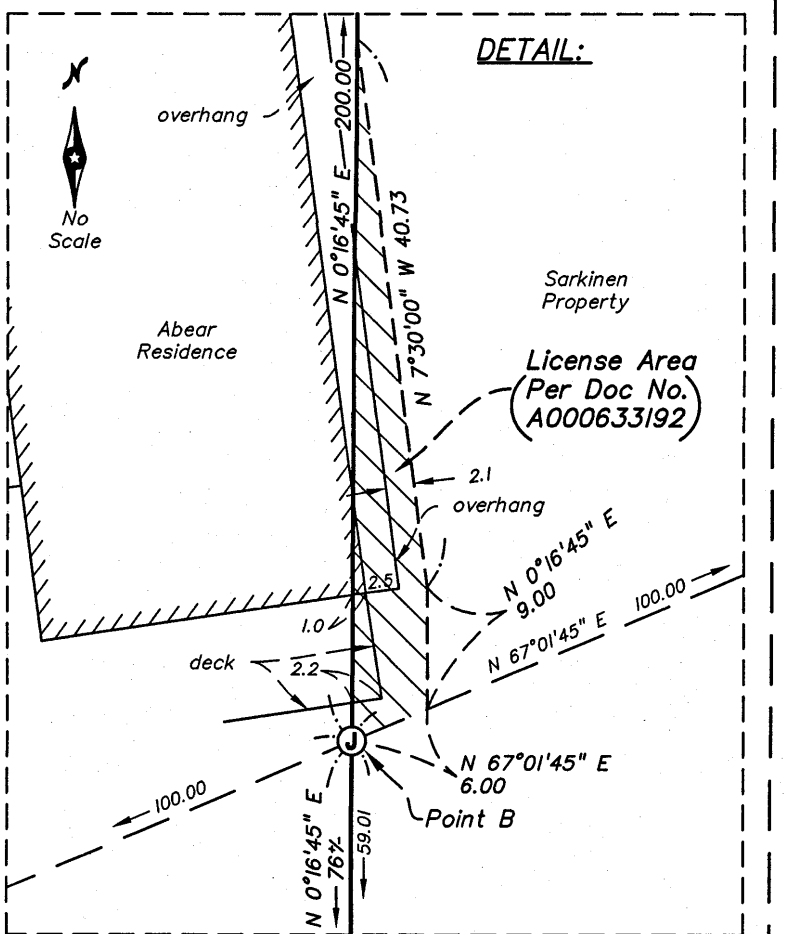 DETAIL:
N
overhang
No
Scale
200.00
N 0°16'45" E
N 7°30'00" W 40.73
Abear
Residence
Sarkinen
Property
License Area
Per Doc No.
A000633192
2.1
overhang
N 0°16'45" E
9.00
2.5
1.0
N 67°01'45" E 100.00
deck
2.2
J
N 67°01'45" E
6.00
Point B
100.00
N 0°16'45" E
76±
59.01